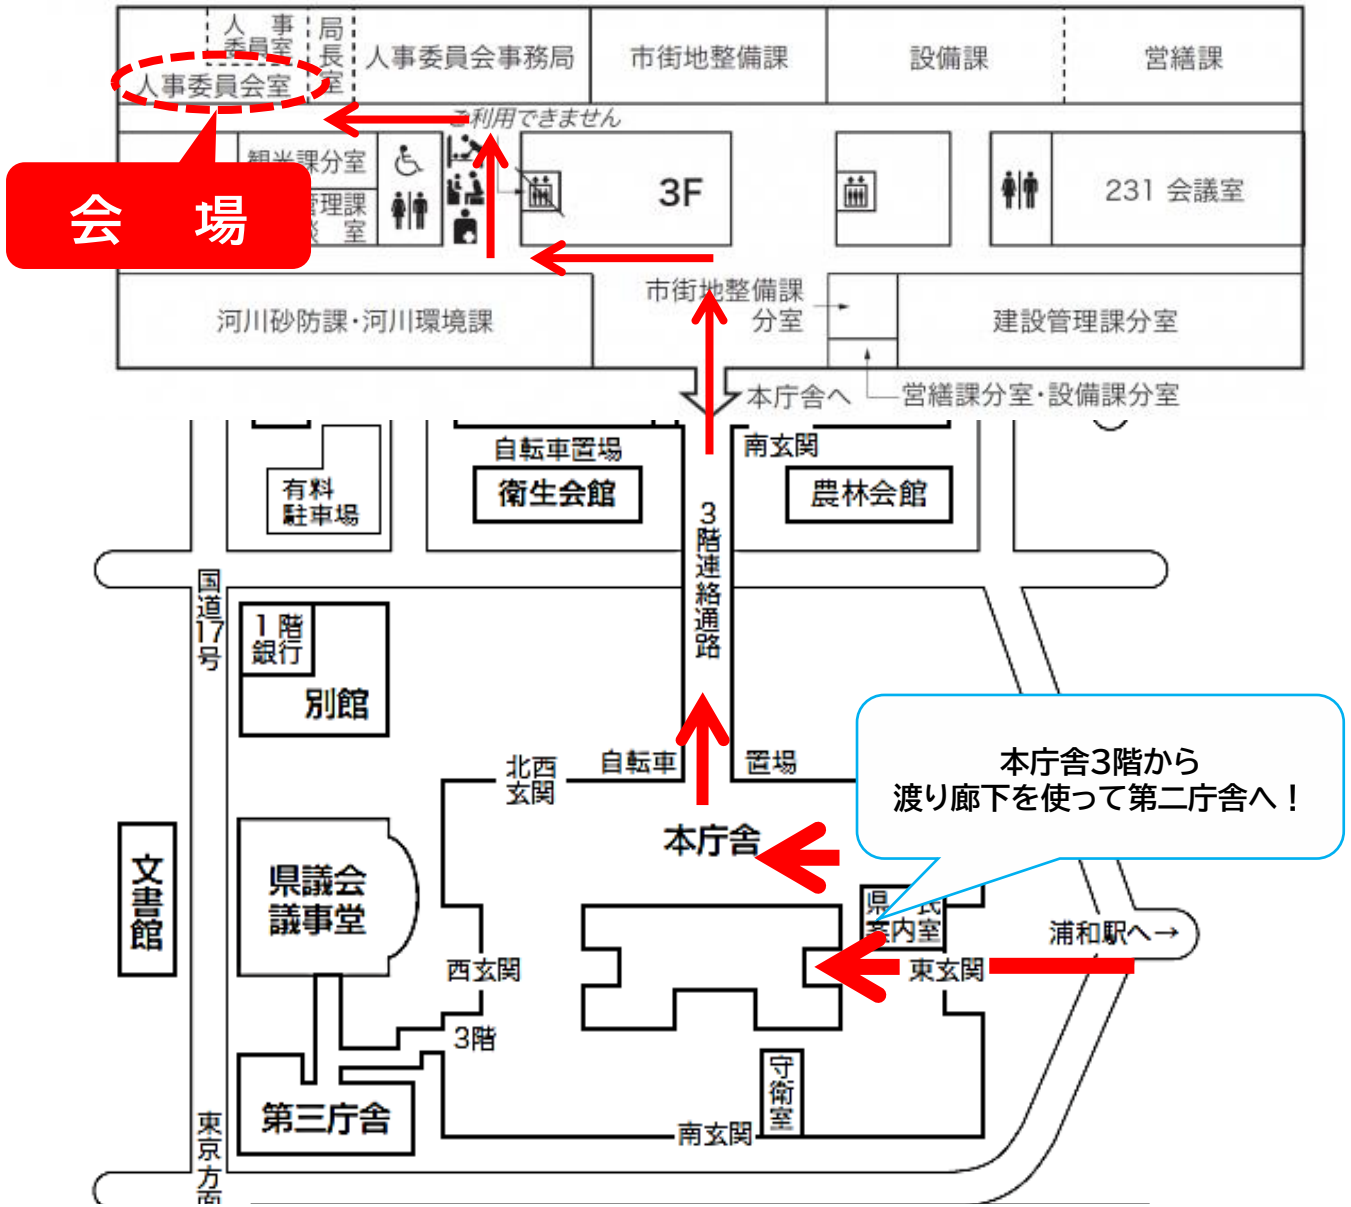 人 事
委員室
局長室
人事委員会事務局
市街地整備課
設備課
営繕課
人事委員会室
ご利用できません
観光課分室
管理課
室
会 場
3F
231 会議室
河川砂防課・河川環境課
市街地整備課
分室
建設管理課分室
本庁舎へ
営繕課分室・設備課分室
自転車置場
南玄関
衛生会館
農林会館
有料
駐車場
3階連絡通路
国道17号
1階
銀行
別館
北西
玄関
自転車
置場
本庁舎3階から
渡り廊下を使って第二庁舎へ！
本庁舎
文書館
県議会
議事堂
県 民
案内室
浦和駅へ→
西玄関
東玄関
3階
守衛室
第三庁舎
南玄関
東京方面